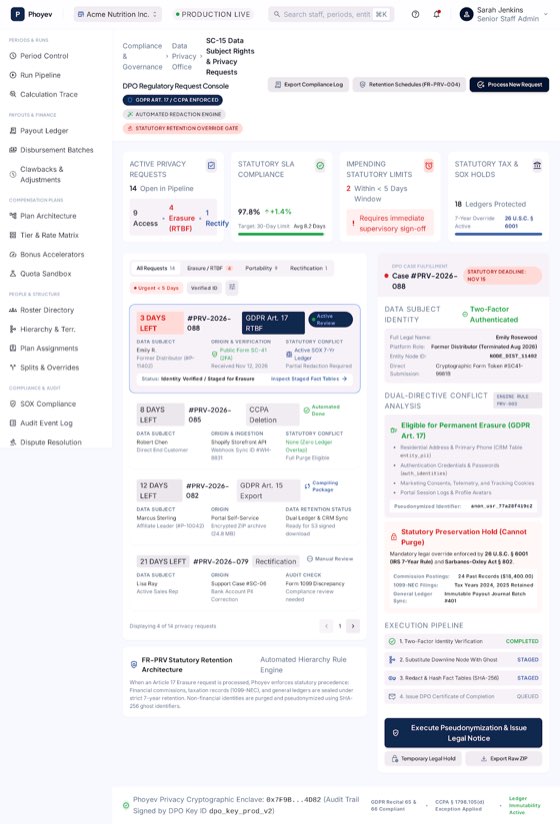 P Phoyev
Acme Nutrition Inc.
PRODUCTION LIVE
Search staff, periods, entit
⌘K
Sarah Jenkins
Senior Staff Admin
PERIODS & RUNS
Period Control
Run Pipeline
Calculation Trace
PAYOUTS & FINANCE
Payout Ledger
Disbursement Batches
Clawbacks &
Adjustments
COMPENSATION PLANS
Plan Architecture
Tier & Rate Matrix
Bonus Accelerators
Quota Sandbox
PEOPLE & STRUCTURE
Roster Directory
Hierarchy & Terr.
Plan Assignments
Splits & Overrides
COMPLIANCE & AUDIT
SOX Compliance
Audit Event Log
Dispute Resolution
Compliance
&
Governance
Data
Privacy
Office
SC-15 Data
Subject Rights
& Privacy
Requests
DPO Regulatory Request Console
GDPR ART. 17 / CCPA ENFORCED
AUTOMATED REDACTION ENGINE
STATUTORY RETENTION OVERRIDE GATE
Export Compliance Log
Retention Schedules (FR-PRV-004)
Process New Request
ACTIVE PRIVACY
REQUESTS
14 Open in Pipeline
9
Access
•
4
Erasure
(RTBF)
•
1
Rectify
STATUTORY SLA
COMPLIANCE
97.8% +1.4%
Target: 30-Day Limit Avg 8.2 Days
IMPENDING
STATUTORY LIMITS
2 Within < 5 Days
Window
Requires immediate
supervisory sign-off
STATUTORY TAX &
SOX HOLDS
18 Ledgers Protected
7-Year Override
Active
26 U.S.C. §
6001
All Requests 14
Erasure / RTBF 4
Portability 9
Rectification 1
Urgent < 5 Days
Verified ID
3 DAYS
LEFT
#PRV-2026-
088
GDPR Art. 17
RTBF
Active
Review
DATA SUBJECT
Emily R.
Former Distributor (#P-
11402)
ORIGIN & VERIFICATION
Public Form SC-41
(2FA)
Received Nov 12, 2026
STATUTORY CONFLICT
Active SOX 7-Yr
Ledger
Partial Redaction Required
Status: Identity Verified / Staged for Erasure
Inspect Staged Fact Tables →
8 DAYS
LEFT
#PRV-2026-
085
CCPA
Deletion
Automated
Done
DATA SUBJECT
Robert Chen
Direct End Customer
ORIGIN & INGESTION
Shopify Storefront API
Webhook Sync ID #WH-
9931
STATUTORY CONFLICT
None (Zero Ledger
Overlap)
Full Purge Eligible
12 DAYS
LEFT
#PRV-2026-
082
GDPR Art. 15
Export
Compiling
Package
DATA SUBJECT
Marcus Sterling
Affiliate Leader (#P-10042)
ORIGIN
Portal Self-Service
Encrypted ZIP archive
(24.8 MB)
DATA RETENTION STATUS
Dual Ledger & CRM Sync
Ready for S3 signed
download
21 DAYS LEFT
#PRV-2026-079
Rectification
Manual Review
DATA SUBJECT
Lisa Ray
Active Sales Rep
ORIGIN
Support Case #SC-06
Bank Account P4
Correction
AUDIT CHECK
Form 1099 Discrepancy
Compliance review
needed
Displaying 4 of 14 privacy requests
1
FR-PRV Statutory Retention
Architecture
Automated Hierarchy Rule
Engine
When an Article 17 Erasure request is processed, Phoyev enforces statutory precedence:
Financial commissions, taxation records (1099-NEC), and general ledgers are sealed under
strict 7-year retention. Non-financial identities are purged and pseudonymized using SHA-
256 ghost identifiers.
DPO CASE FULFILLMENT
Case #PRV-2026-
088
STATUTORY DEADLINE:
NOV 15
DATA SUBJECT
IDENTITY
Two-Factor
Authenticated
Full Legal Name: Emily Rosewood
Platform Role: Former Distributor (Terminated Aug 2026)
Entity Node ID: NODE_DIST_11402
Direct
Submission:
Cryptographic Form Token #SC41-
99818
DUAL-DIRECTIVE CONFLICT
ANALYSIS
ENGINE RULE
PRV-003
Eligible for Permanent Erasure (GDPR
Art. 17)
• Residential Address & Primary Phone (CRM Table
entity_pii)
• Authentication Credentials & Passwords
(auth_identities)
• Marketing Consents, Telemetry, and Tracking Cookies
• Portal Session Logs & Profile Avatars
Pseudonymized Identifier: anon_usr_77a28f4b9c2
Statutory Preservation Hold (Cannot
Purge)
Mandatory legal override enforced by 26 U.S.C. § 6001
(IRS 7-Year Rule) and Sarbanes-Oxley Act § 802.
Commission Postings: 24 Past Records ($18,400.00)
1099-NEC Filings: Tax Years 2024, 2025 Retained
General Ledger
Sync:
Immutable Payout Journal Batch
#401
EXECUTION PIPELINE
1. Two-Factor Identity Verification COMPLETED
2. Substitute Downline Node With Ghost STAGED
3. Redact & Hash Fact Tables (SHA-256) STAGED
4. Issue DPO Certificate of Completion QUEUED
Execute Pseudonymization & Issue
Legal Notice
Temporary Legal Hold
Export Raw ZIP
Phoyev Privacy Cryptographic Enclave: 0x7F9B...4D82 (Audit Trail
Signed by DPO Key ID dpo_key_prod_v2)
GDPR Recital 65 &
66 Compliant
•
CCPA § 1798.105(d)
Exception Applied
•
Ledger
Immutability
Active